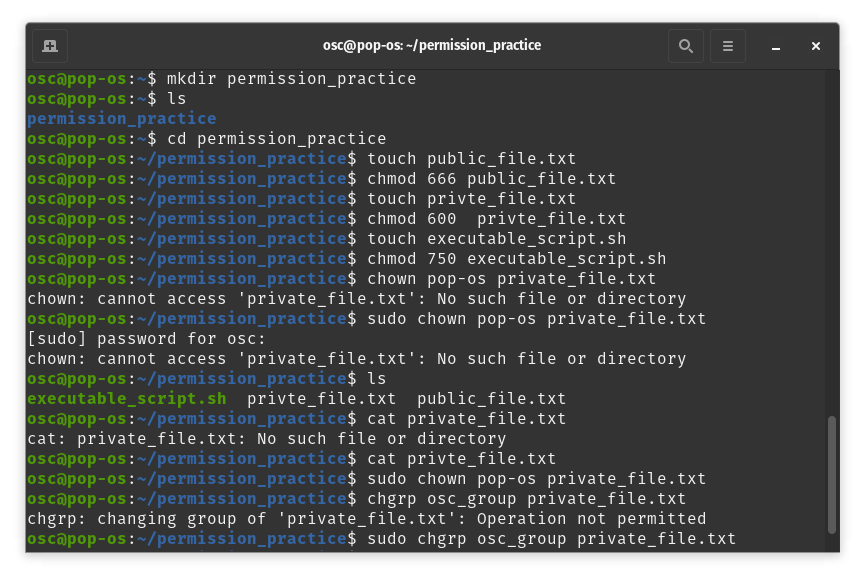 osc@pop-os: ~/permission_practice
osc@pop-os:~$ mkdir permission_practice
osc@pop-os:~$ ls
permission_practice
osc@pop-os:~$ cd permission_practice
osc@pop-os:~/permission_practice$ touch public_file.txt
osc@pop-os:~/permission_practice$ chmod 666 public_file.txt
osc@pop-os:~/permission_practice$ touch privte_file.txt
osc@pop-os:~/permission_practice$ chmod 600  privte_file.txt
osc@pop-os:~/permission_practice$ touch executable_script.sh
osc@pop-os:~/permission_practice$ chmod 750 executable_script.sh
osc@pop-os:~/permission_practice$ chown pop-os private_file.txt
chown: cannot access 'private_file.txt': No such file or directory
osc@pop-os:~/permission_practice$ sudo chown pop-os private_file.txt
[sudo] password for osc:
chown: cannot access 'private_file.txt': No such file or directory
osc@pop-os:~/permission_practice$ ls
executable_script.sh  privte_file.txt  public_file.txt
osc@pop-os:~/permission_practice$ cat private_file.txt
cat: private_file.txt: No such file or directory
osc@pop-os:~/permission_practice$ cat privte_file.txt
osc@pop-os:~/permission_practice$ sudo chown pop-os private_file.txt
osc@pop-os:~/permission_practice$ chgrp osc_group private_file.txt
chgrp: changing group of 'private_file.txt': Operation not permitted
osc@pop-os:~/permission_practice$ sudo chgrp osc_group private_file.txt